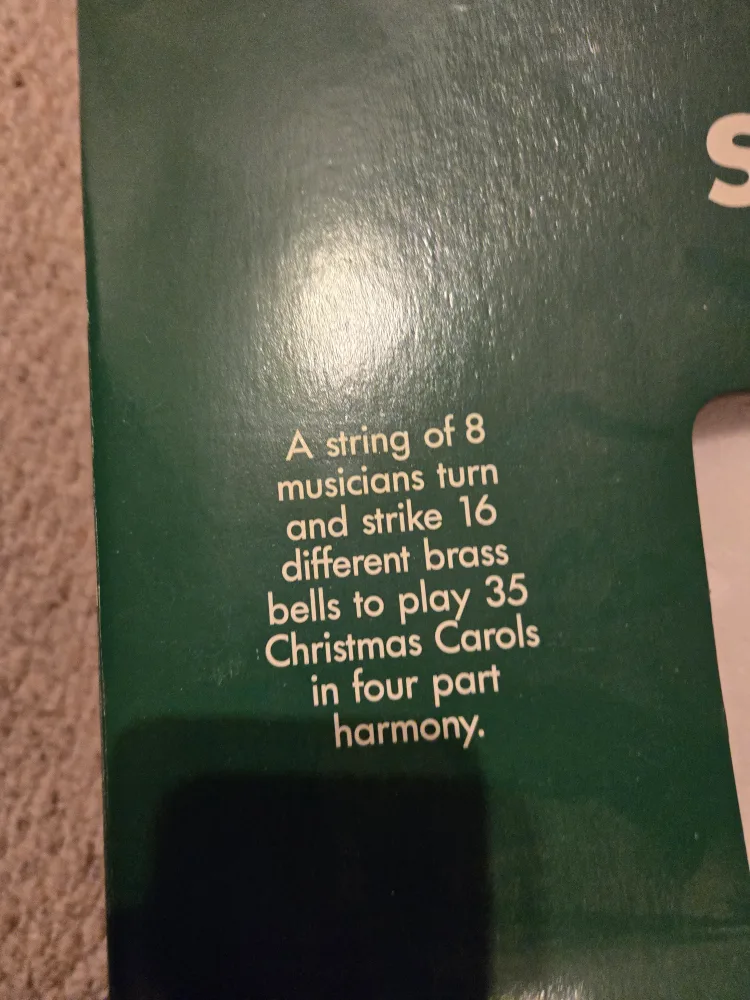 S
A string of 8
musicians turn
and strike 16
different brass
bells to play 35
Christmas Carols
in four part
harmony.